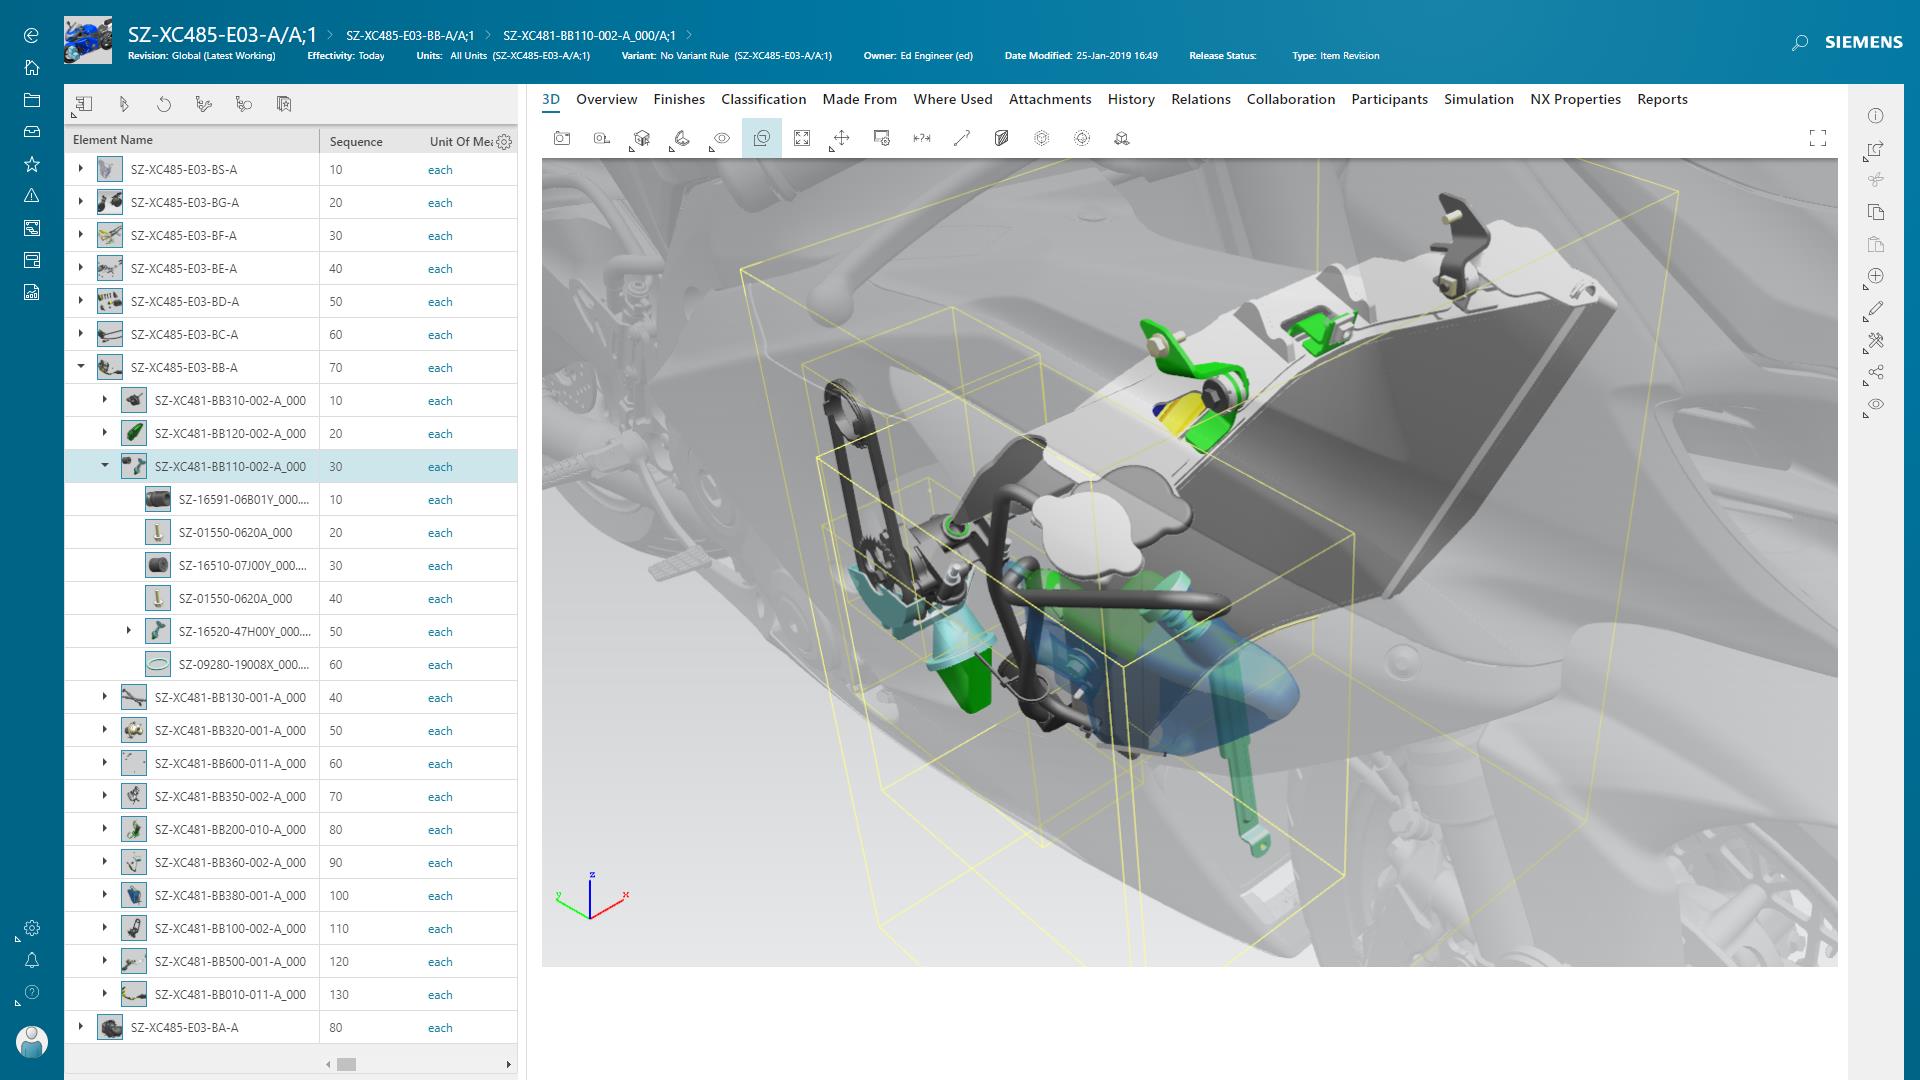 SZ-XC485-E03-A/A;1 SZ-XC485-E03-BB-A/A;1 SZ-XC481-BB110-002-A_000/A;1
SIEMENS
Revision: Global (Latest Working) Effectivity: Today Units: All Units (SZ-XC485-E03-A/A;1) Variant: No Variant Rule (SZ-XC485-E03-A/A;1) Owner: Ed Engineer (ed) Date Modified: 25-Jan-2019 16:49 Release Status: Type: Item Revision
3D Overview Finishes Classification Made From Where Used Attachments History Relations Collaboration Participants Simulation NX Properties Reports
Element Name Sequence Unit Of Mea
SZ-XC485-E03-BS-A 10 each
SZ-XC485-E03-BG-A 20 each
SZ-XC485-E03-BF-A 30 each
SZ-XC485-E03-BE-A 40 each
SZ-XC485-E03-BD-A 50 each
SZ-XC485-E03-BC-A 60 each
SZ-XC485-E03-BB-A 70 each
SZ-XC481-BB310-002-A_000 10 each
SZ-XC481-BB120-002-A_000 20 each
SZ-XC481-BB110-002-A_000 30 each
SZ-16591-06B01Y_000.... 10 each
SZ-01550-0620A_000 20 each
SZ-16510-07J00Y_000.... 30 each
SZ-01550-0620A_000 40 each
SZ-16520-47H00Y_000.... 50 each
SZ-09280-19008X_000.... 60 each
SZ-XC481-BB130-001-A_000 40 each
SZ-XC481-BB320-001-A_000 50 each
SZ-XC481-BB600-011-A_000 60 each
SZ-XC481-BB350-002-A_000 70 each
SZ-XC481-BB200-010-A_000 80 each
SZ-XC481-BB360-002-A_000 90 each
SZ-XC481-BB380-001-A_000 100 each
SZ-XC481-BB100-002-A_000 110 each
SZ-XC481-BB500-001-A_000 120 each
SZ-XC481-BB010-011-A_000 130 each
SZ-XC485-E03-BA-A 80 each
Z
Y X